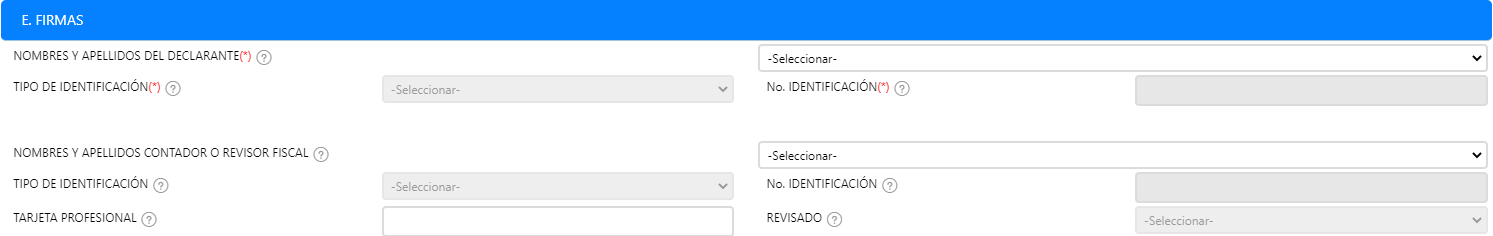 E. FIRMAS
NOMBRES Y APELLIDOS DEL DECLARANTE(*) ? -Seleccionar-
TIPO DE IDENTIFICACIÓN(*) ? -Seleccionar- No. IDENTIFICACIÓN(*) ?
NOMBRES Y APELLIDOS CONTADOR O REVISOR FISCAL ? -Seleccionar-
TIPO DE IDENTIFICACIÓN ? -Seleccionar- No. IDENTIFICACIÓN ?
TARJETA PROFESIONAL ? REVISADO ? -Seleccionar-